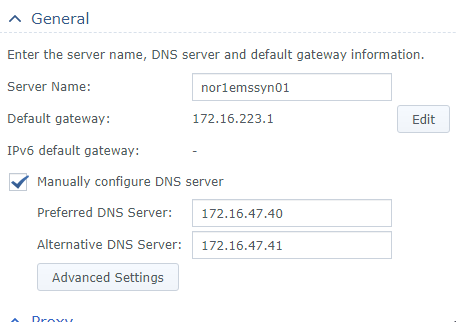 General
Enter the server name, DNS server and default gateway information.
Server Name: nor1emssyn01
Default gateway: 172.16.223.1 Edit
IPv6 default gateway: -
Manually configure DNS server
Preferred DNS Server: 172.16.47.40
Alternative DNS Server: 172.16.47.41
Advanced Settings
Proxy